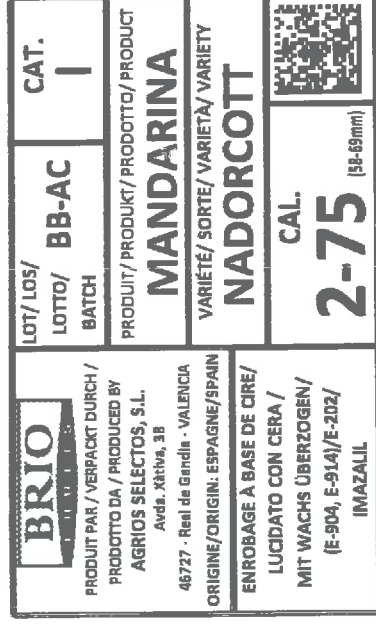 BRIO
PRODUIT PAR / VERPACKT DURCH /
PRODOTTO DA / PRODUCED BY
AGRIOS SELECTOS, S.L.
Avda. Xàtiva, 3B
46727 - Real de Gandía - VALENCIA
ORIGINE/ORIGIN: ESPAGNE/SPAIN
ENROBAGE À BASE DE CIRE/
LUCIDATO CON CERA /
MIT WACHS ÜBERZOGEN/
(E-904, E-914)/E-202/
IMAZALIL
LOT/ LOS/
LOTTO/ BB-AC
BATCH
CAT.
I
PRODUIT/ PRODUKT/ PRODOTTO/ PRODUCT
MANDARINA
VARIÉTÉ/ SORTE/ VARIETÀ/ VARIETY
NADORCOTT
CAL.
2-75 (58-69mm)